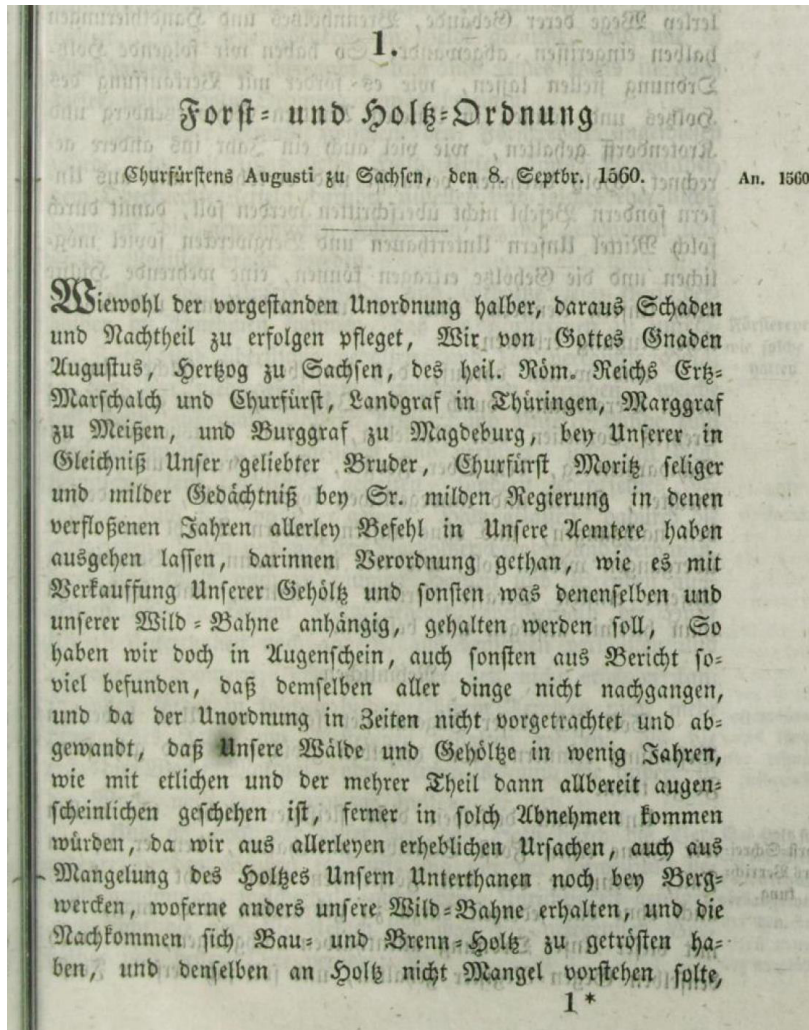 1.
Forst- und Holtz-Ordnung
Churfürstens Augusti zu Sachsen, den 8. Septbr. 1560.
An. 1560
Wiewohl der vorgestanden Unordnung halber, daraus Schaden
und Nachtheil zu erfolgen pfleget, Wir von Gottes Gnaden
Augustus, Hertzog zu Sachsen, des heil. Röm. Reichs Ertz-
Marschalch und Churfürst, Landgraf in Thüringen, Marggraf
zu Meißen, und Burggraf zu Magdeburg, bey Unserer in
Gleichniß Unser geliebter Bruder, Churfürst Moritz seliger
und milder Gedächtniß bey Sr. milden Regierung in denen
verfloßenen Jahren allerley Befehl in Unsere Aemtere haben
ausgehen lassen, darinnen Verordnung gethan, wie es mit
Verkauffung Unserer Gehöltz und sonsten was denenselben und
unserer Wild-Bahne anhängig, gehalten werden soll, So
haben wir doch in Augenschein, auch sonsten aus Bericht so-
viel befunden, daß demselben aller dinge nicht nachgangen,
und da der Unordnung in Zeiten nicht vorgetrachtet und ab-
gewandt, daß Unsere Wälde und Gehöltze in wenig Jahren,
wie mit etlichen und der mehrer Theil dann allbereit augen-
scheinlichen geschehen ist, ferner in solch Abnehmen kommen
würden, da wir aus allerleyen erheblichen Ursachen, auch aus
Mangelung des Holtzes Unsern Unterthanen noch bey Berg-
wercken, woferne anders unsere Wild-Bahne erhalten, und die
Nachkommen sich Bau- und Brenn-Holtz zu getrösten ha-
ben, und denselben an Holtz nicht Mangel vorstehen solte,
1*